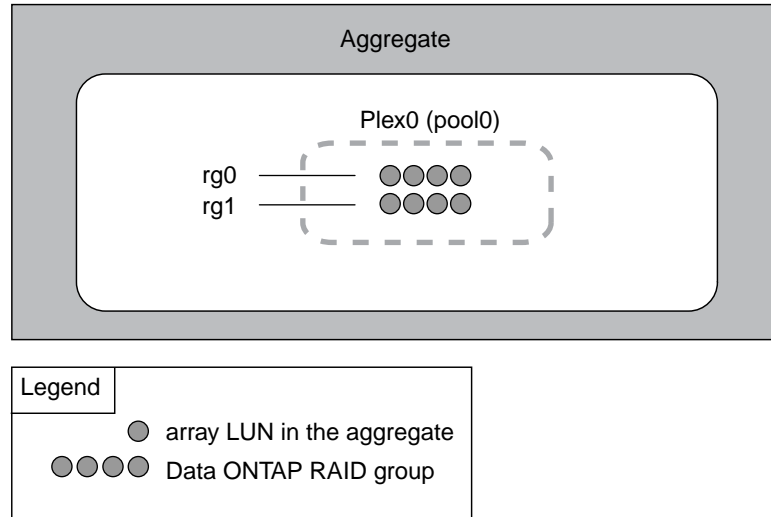 Aggregate
Plex0 (pool0)
rg0
rg1
Legend
array LUN in the aggregate
Data ONTAP RAID group